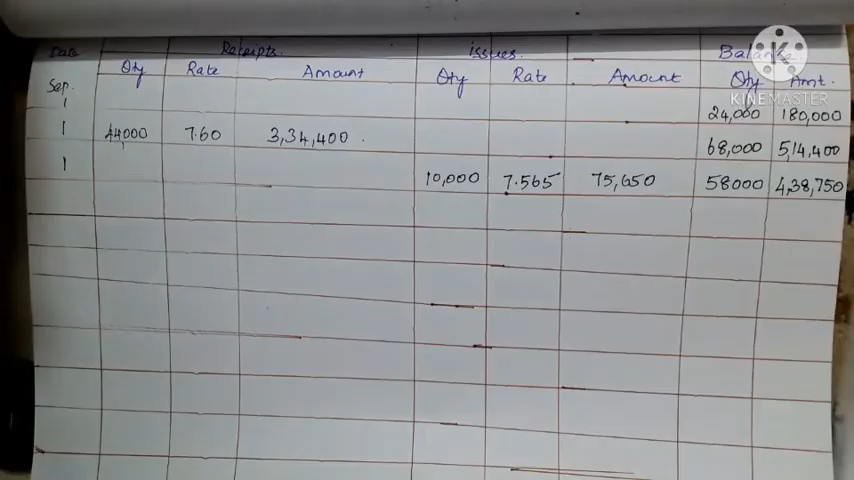 Date Receipts. issues. Balance
Qty Rate Amount Qty Rate Amount Qty Amt.
Sep.
1 24,000 180,000
1 44,000 7.60 3,34,400 . 68,000 5,14,400
1 10,000 7.565 75,650 58000 4,38,750
KINEMASTER